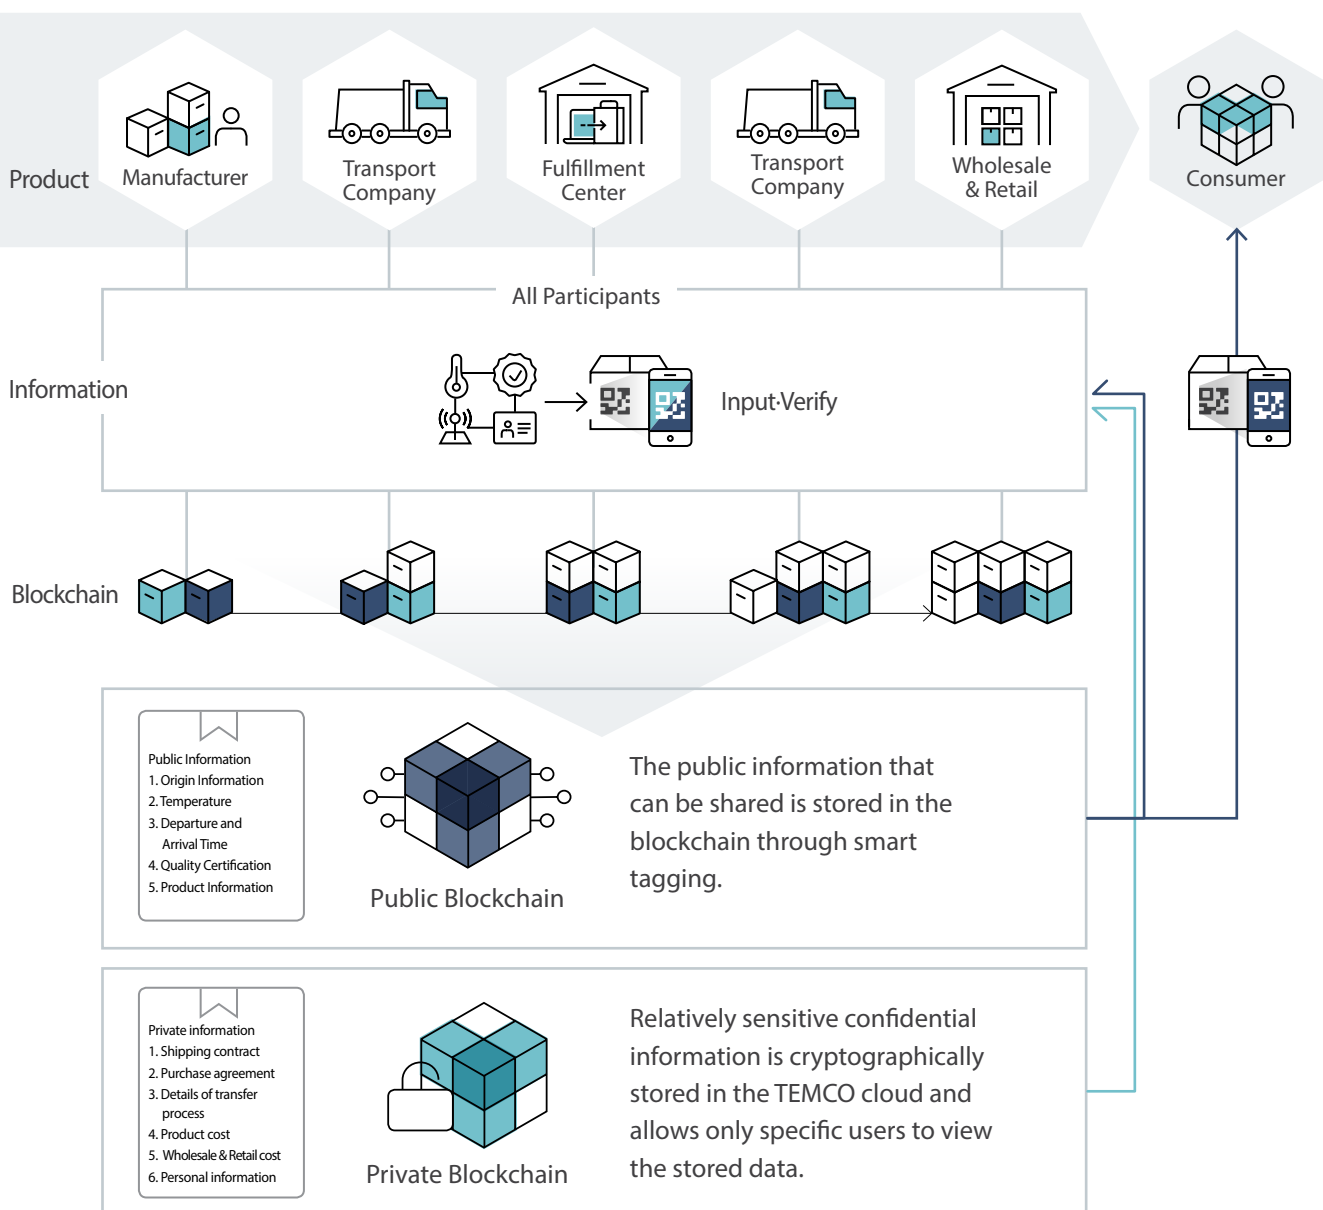 Product
Manufacturer
Transport
Company
Fulfillment
Center
Transport
Company
Wholesale
& Retail
Consumer
All Participants
Information
Input·Verify
Blockchain
Public Information
1. Origin Information
2. Temperature
3. Departure and
Arrival Time
4. Quality Certification
5. Product Information
Public Blockchain
The public information that
can be shared is stored in the
blockchain through smart
tagging.
Private information
1. Shipping contract
2. Purchase agreement
3. Details of transfer
process
4. Product cost
5. Wholesale & Retail cost
6. Personal information
Private Blockchain
Relatively sensitive confidential
information is cryptographically
stored in the TEMCO cloud and
allows only specific users to view
the stored data.